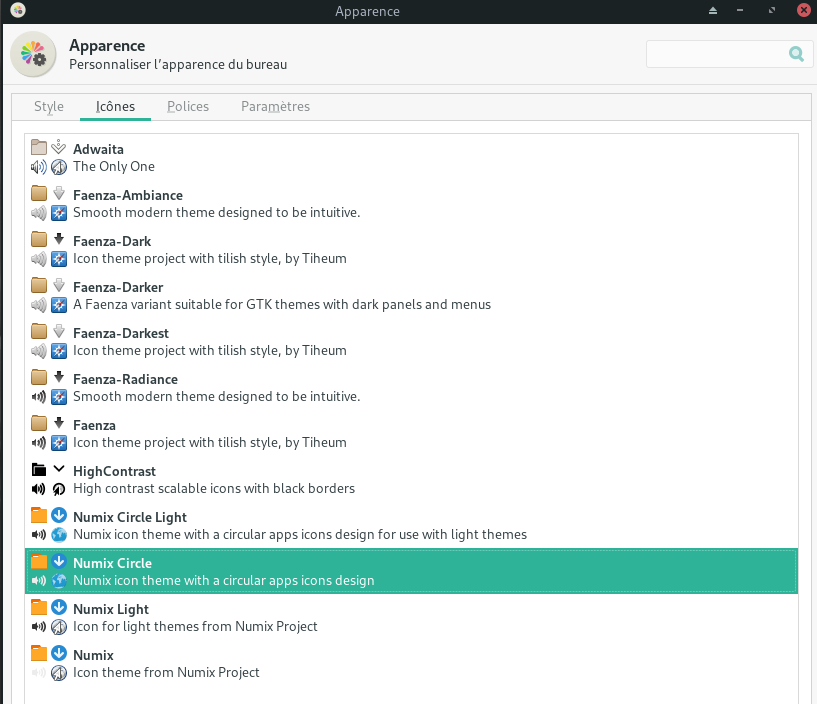 Apparence
Apparence
Personnaliser l'apparence du bureau
Style Icônes Polices Paramètres
Adwaita
The Only One
Faenza-Ambiance
Smooth modern theme designed to be intuitive.
Faenza-Dark
Icon theme project with tilish style, by Tiheum
Faenza-Darker
A Faenza variant suitable for GTK themes with dark panels and menus
Faenza-Darkest
Icon theme project with tilish style, by Tiheum
Faenza-Radiance
Smooth modern theme designed to be intuitive.
Faenza
Icon theme project with tilish style, by Tiheum
HighContrast
High contrast scalable icons with black borders
Numix Circle Light
Numix icon theme with a circular apps icons design for use with light themes
Numix Circle
Numix icon theme with a circular apps icons design
Numix Light
Icon for light themes from Numix Project
Numix
Icon theme from Numix Project